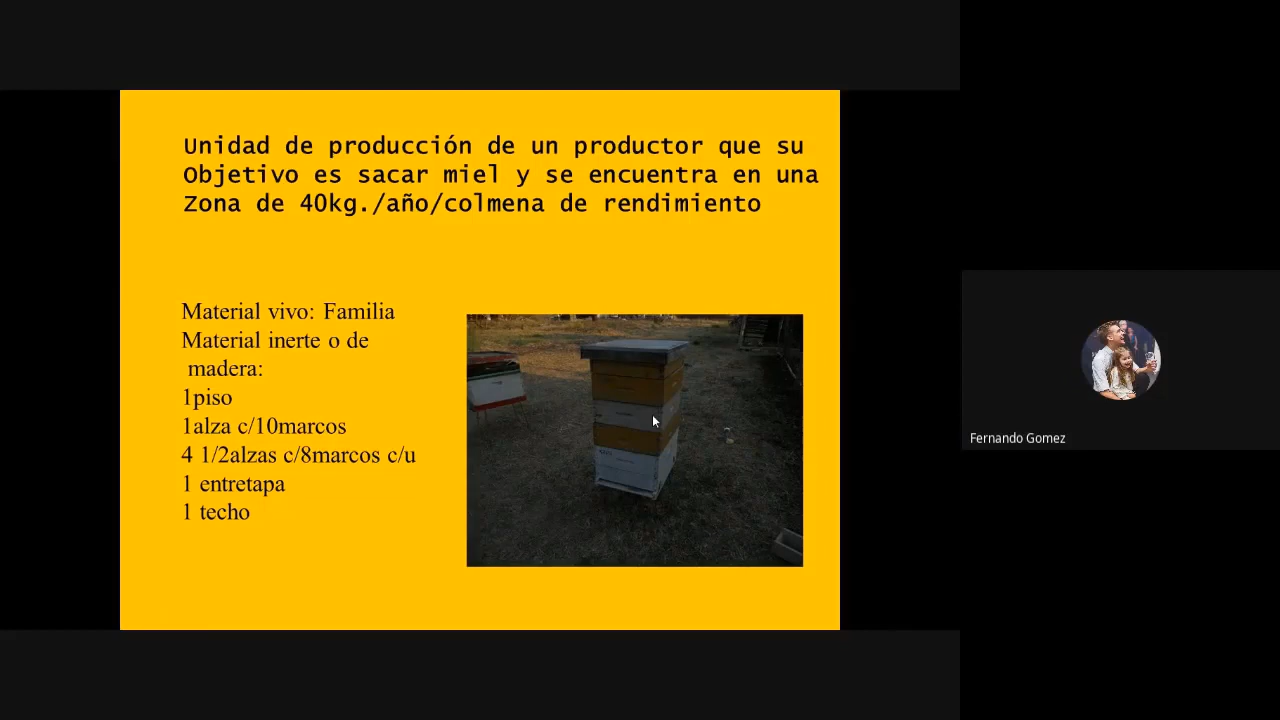 Unidad de producción de un productor que su
Objetivo es sacar miel y se encuentra en una
Zona de 40kg./año/colmena de rendimiento
Material vivo: Familia
Material inerte o de
madera:
1piso
1alza c/10marcos
4 1/2alzas c/8marcos c/u
1 entretapa
1 techo
Fernando Gomez